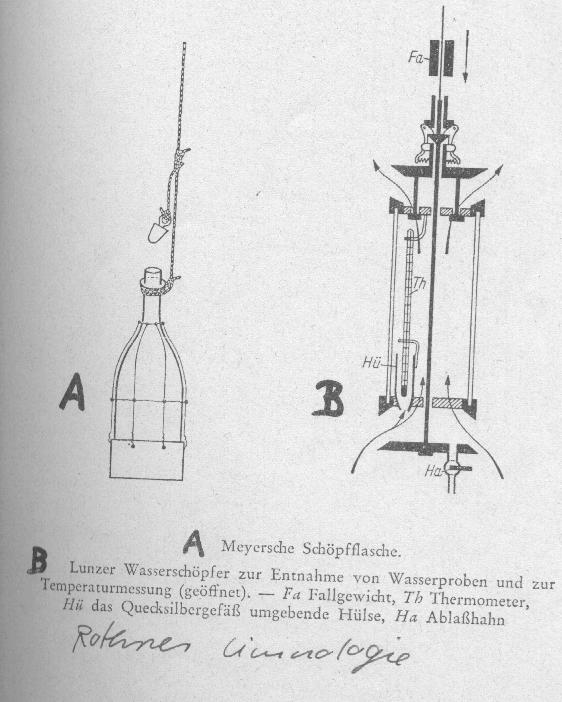 Fa
Th
Hü
A
B
Ha
A Meyersche Schöpfflasche.
B Lunzer Wasserschöpfer zur Entnahme von Wasserproben und zur
Temperaturmessung (geöffnet). — Fa Fallgewicht, Th Thermometer,
Hü das Quecksilbergefäß umgebende Hülse, Ha Ablaßhahn
Limnologie